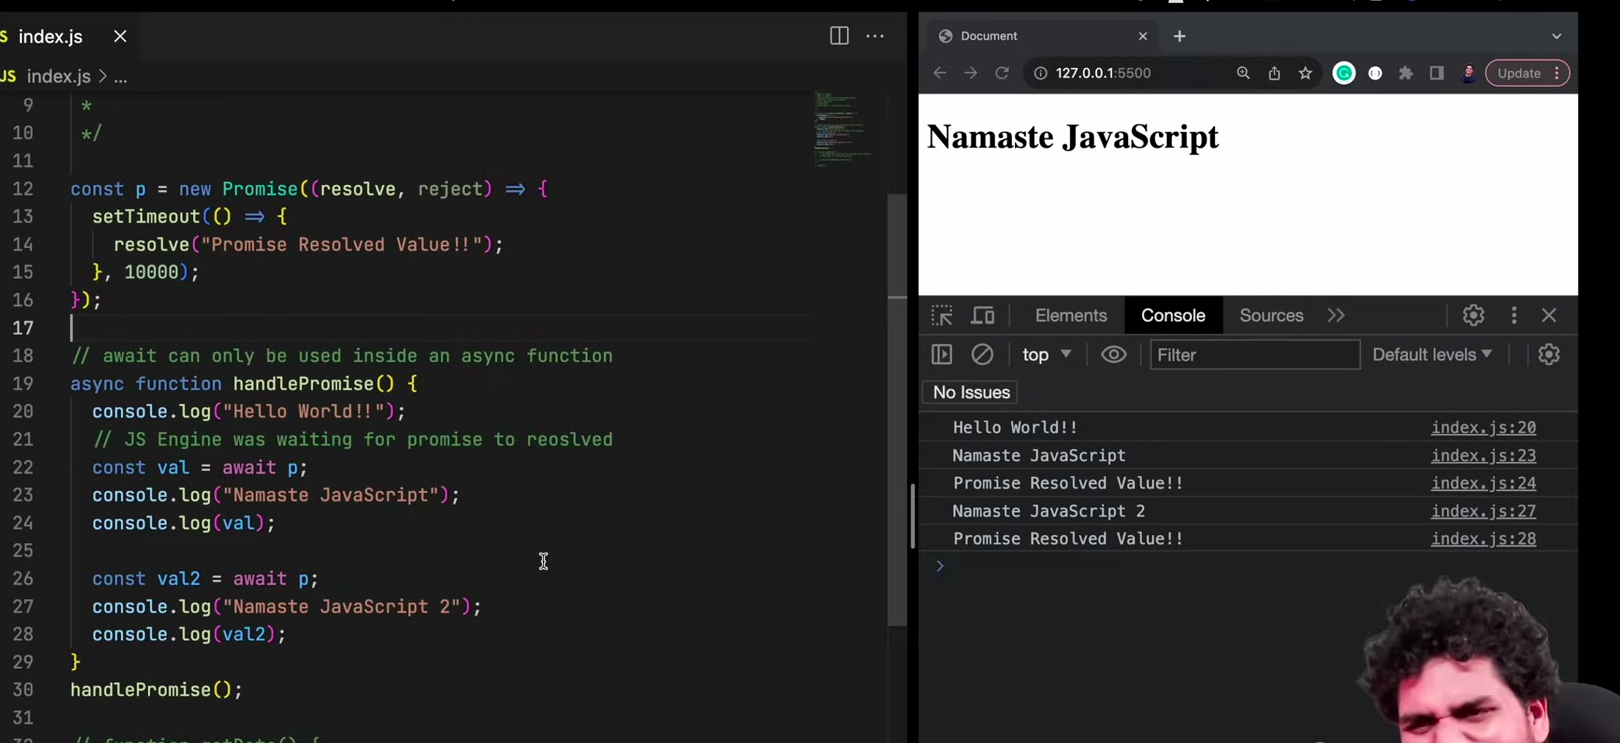 JS index.js
JS index.js > ...
9 *
10 */
11
12 const p = new Promise((resolve, reject) => {
13 setTimeout(() => {
14 resolve("Promise Resolved Value!!");
15 }, 10000);
16 });
17
18 // await can only be used inside an async function
19 async function handlePromise() {
20 console.log("Hello World!!");
21 // JS Engine was waiting for promise to reoslved
22 const val = await p;
23 console.log("Namaste JavaScript");
24 console.log(val);
25
26 const val2 = await p;
27 console.log("Namaste JavaScript 2");
28 console.log(val2);
29 }
30 handlePromise();
31
32 // function getData() {
Document
127.0.0.1:5500 Update
Namaste JavaScript
Elements Console Sources
top Filter Default levels
No Issues
Hello World!! index.js:20
Namaste JavaScript index.js:23
Promise Resolved Value!! index.js:24
Namaste JavaScript 2 index.js:27
Promise Resolved Value!! index.js:28